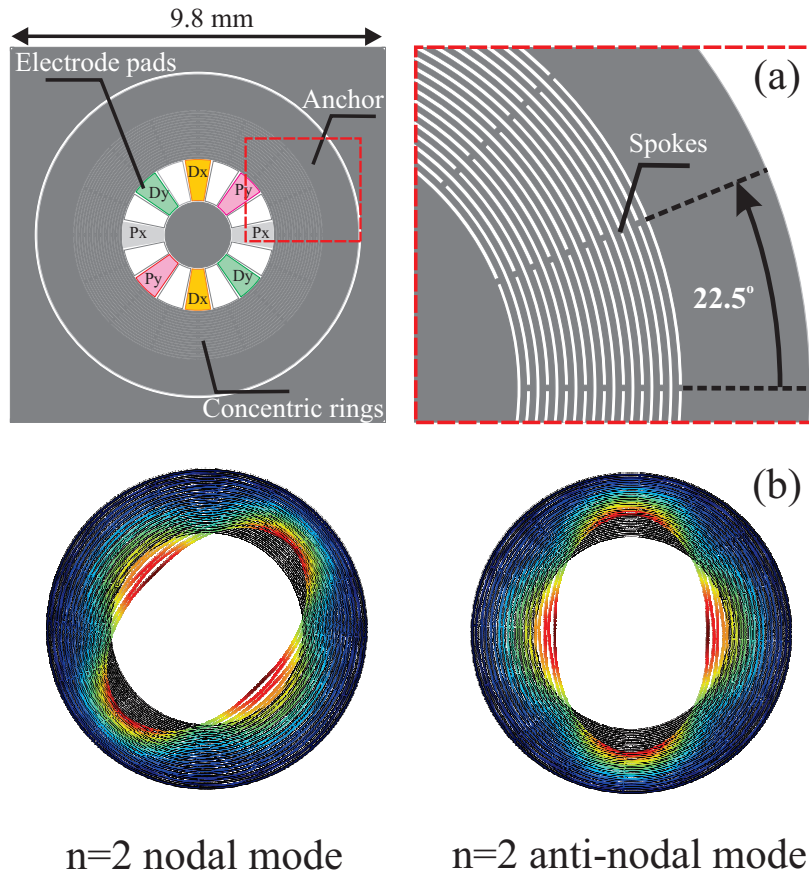 9.8 mm
Electrode pads
Anchor
Dx
Dy
Py
Px
Px
Py
Dy
Dx
Concentric rings
(a)
Spokes
22.5°
(b)
n=2 nodal mode
n=2 anti-nodal mode